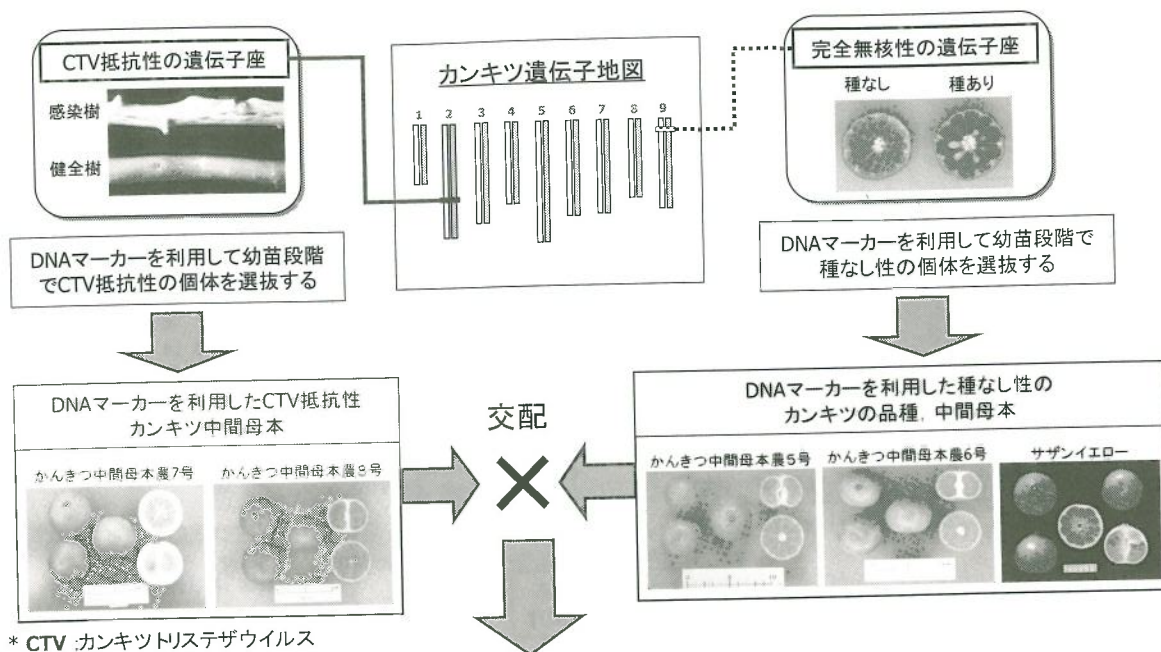 CTV抵抗性の遺伝子座
感染樹
健全樹
カンキツ遺伝子地図
1 2 3 4 5 6 7 8 9
完全無核性の遺伝子座
種なし 種あり
DNAマーカーを利用して幼苗段階
でCTV抵抗性の個体を選抜する
DNAマーカーを利用して幼苗段階で
種なし性の個体を選抜する
DNAマーカーを利用したCTV抵抗性
カンキツ中間母本
かんきつ中間母本農7号 かんきつ中間母本農8号
交配
DNAマーカーを利用した種なし性の
カンキツの品種，中間母本
かんきつ中間母本農5号 かんきつ中間母本農6号 サザンイエロー
* CTV :カンキツトリステザウイルス